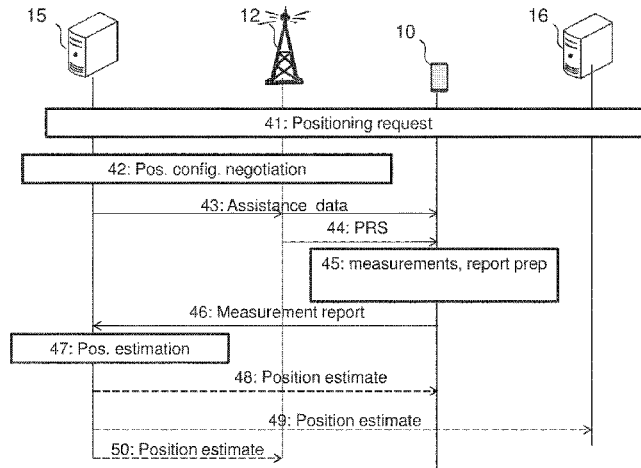 15
12
10
16
41: Positioning request
42: Pos. config. negotiation
43: Assistance data
44: PRS
45: measurements, report prep
46: Measurement report
47: Pos. estimation
48: Position estimate
49: Position estimate
50: Position estimate